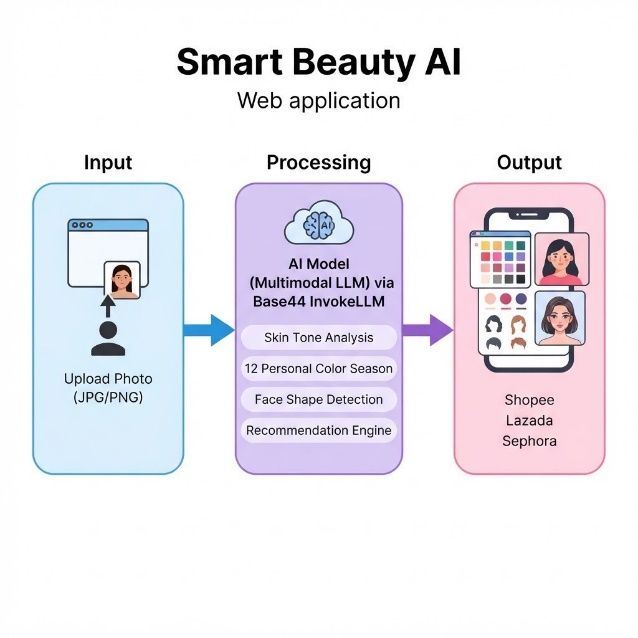 Smart Beauty AI
Web application
Input
Processing
Output
Upload Photo
(JPG/PNG)
AI
AI Model
(Multimodal LLM) via
Base44 InvokeLLM
Skin Tone Analysis
12 Personal Color Season
Face Shape Detection
Recommendation Engine
Shopee
Lazada
Sephora